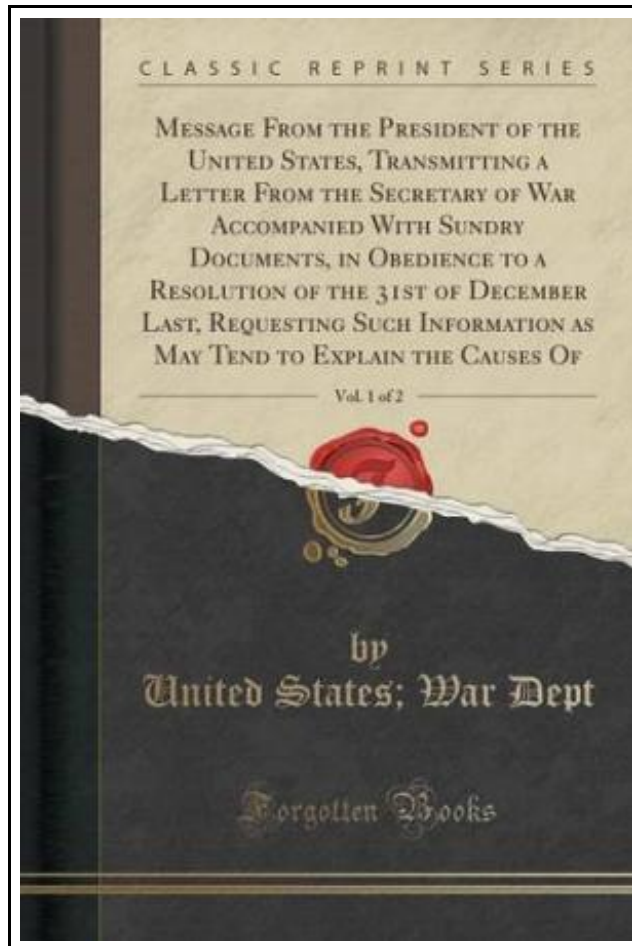 CLASSIC REPRINT SERIES
MESSAGE FROM THE PRESIDENT OF THE
UNITED STATES, TRANSMITTING A
LETTER FROM THE SECRETARY OF WAR
ACCOMPANIED WITH SUNDRY
DOCUMENTS, IN OBEDIENCE TO A
RESOLUTION OF THE 31ST OF DECEMBER
LAST, REQUESTING SUCH INFORMATION AS
MAY TEND TO EXPLAIN THE CAUSES OF
Vol. 1 of 2
by
United States; War Dept
Forgotten Books